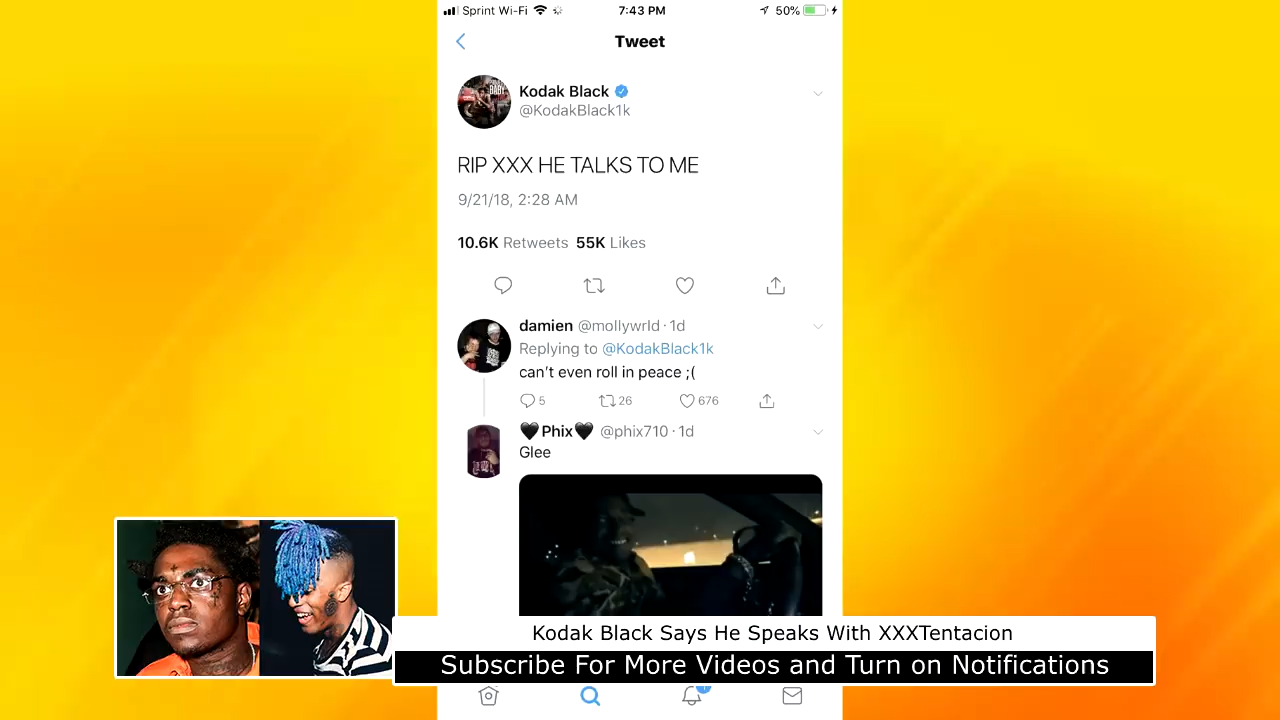 Sprint Wi-Fi 7:43 PM 50%
Tweet
Kodak Black
@KodakBlack1k
RIP XXX HE TALKS TO ME
9/21/18, 2:28 AM
10.6K Retweets 55K Likes
damien @mollywrld · 1d
Replying to @KodakBlack1k
can't even roll in peace ;(
5 26 676
🖤Phix🖤 @phix710 · 1d
Glee
Kodak Black Says He Speaks With XXXTentacion
Subscribe For More Videos and Turn on Notifications